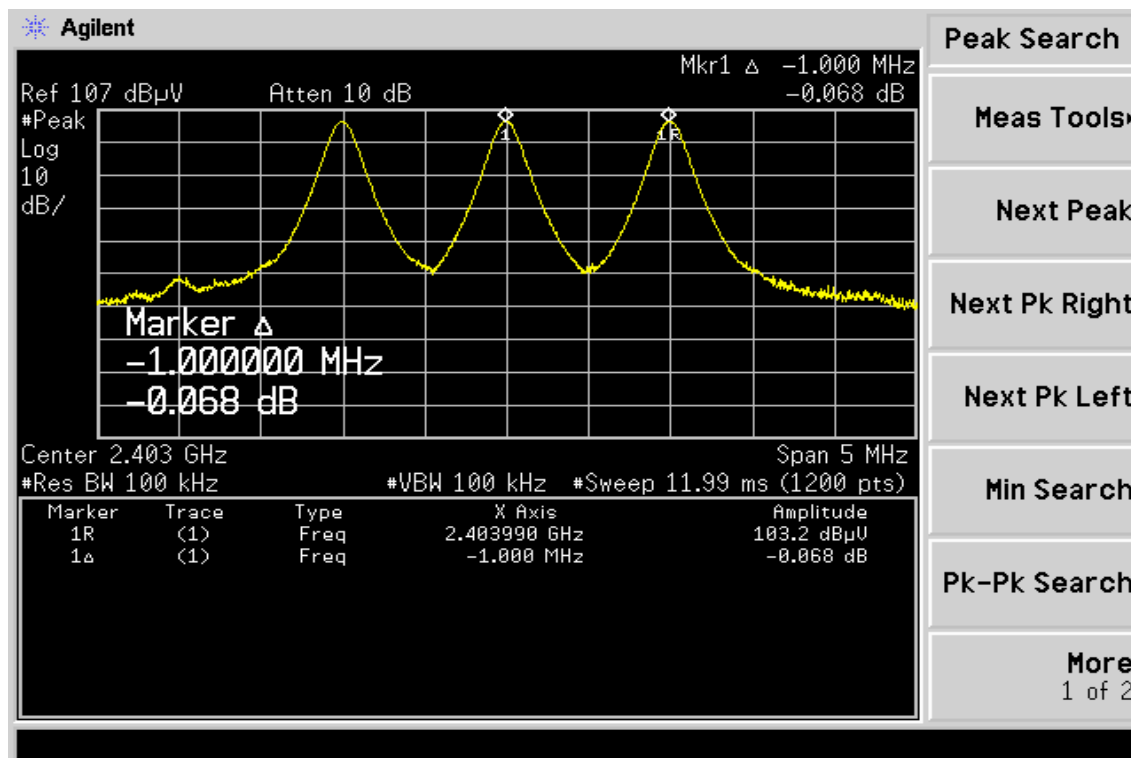 Agilent
Peak Search
Mkr1 Δ -1.000 MHz
Ref 107 dBµV Atten 10 dB -0.068 dB
#Peak
Log
10
dB/
1 1R
Marker Δ
-1.000000 MHz
-0.068 dB
Center 2.403 GHz Span 5 MHz
#Res BW 100 kHz #VBW 100 kHz #Sweep 11.99 ms (1200 pts)
Marker Trace Type X Axis Amplitude
1R (1) Freq 2.403990 GHz 103.2 dBµV
1Δ (1) Freq -1.000 MHz -0.068 dB
Meas Tools
Next Peak
Next Pk Right
Next Pk Left
Min Search
Pk-Pk Search
More
1 of 2